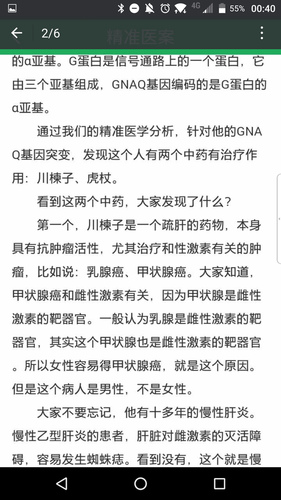 4G 55% 00:40
2/6 精准医案
的α亚基。G蛋白是信号通路上的一个蛋白，它
由三个亚基组成，GNAQ基因编码的是G蛋白的
α亚基。
通过我们的精准医学分析，针对他的GNA
Q基因突变，发现这个人有两个中药有治疗作
用：川楝子、虎杖。
看到这两个中药，大家发现了什么？
第一个，川楝子是一个疏肝的药物，本身
具有抗肿瘤活性，尤其治疗和性激素有关的肿
瘤，比如说：乳腺癌、甲状腺癌。大家知道，
甲状腺癌和雌性激素有关，因为甲状腺是雌性
激素的靶器官。一般认为乳腺是雌性激素的靶
器官，其实这个甲状腺也是雌性激素的靶器官
。所以女性容易得甲状腺癌，就是这个原因。
但是这个病人是男性，不是女性。
大家不要忘记，他有十多年的慢性肝炎。
慢性乙型肝炎的患者，肝脏对雌激素的灭活障
碍，容易发生蜘蛛痣。看到没有，这个就是慢